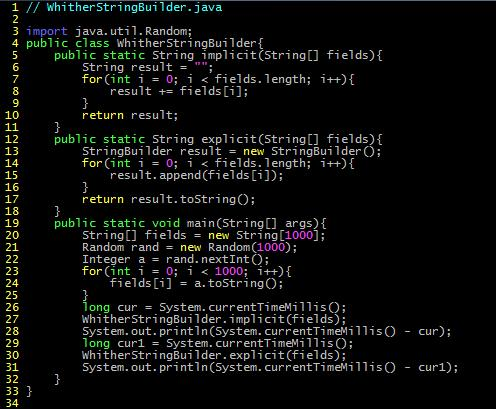 1 // WhitherStringBuilder.java
2
3 import java.util.Random;
4 public class WhitherStringBuilder{
5     public static String implicit(String[] fields){
6         String result = "";
7         for(int i = 0; i < fields.length; i++){
8             result += fields[i];
9         }
10         return result;
11     }
12     public static String explicit(String[] fields){
13         StringBuilder result = new StringBuilder();
14         for(int i = 0; i < fields.length; i++){
15             result.append(fields[i]);
16         }
17         return result.toString();
18     }
19     public static void main(String[] args){
20         String[] fields = new String[1000];
21         Random rand = new Random(1000);
22         Integer a = rand.nextInt();
23         for(int i = 0; i < 1000; i++){
24             fields[i] = a.toString();
25         }
26         long cur = System.currentTimeMillis();
27         WhitherStringBuilder.implicit(fields);
28         System.out.println(System.currentTimeMillis() - cur);
29         long cur1 = System.currentTimeMillis();
30         WhitherStringBuilder.explicit(fields);
31         System.out.println(System.currentTimeMillis() - cur1);
32     }
33 }
34